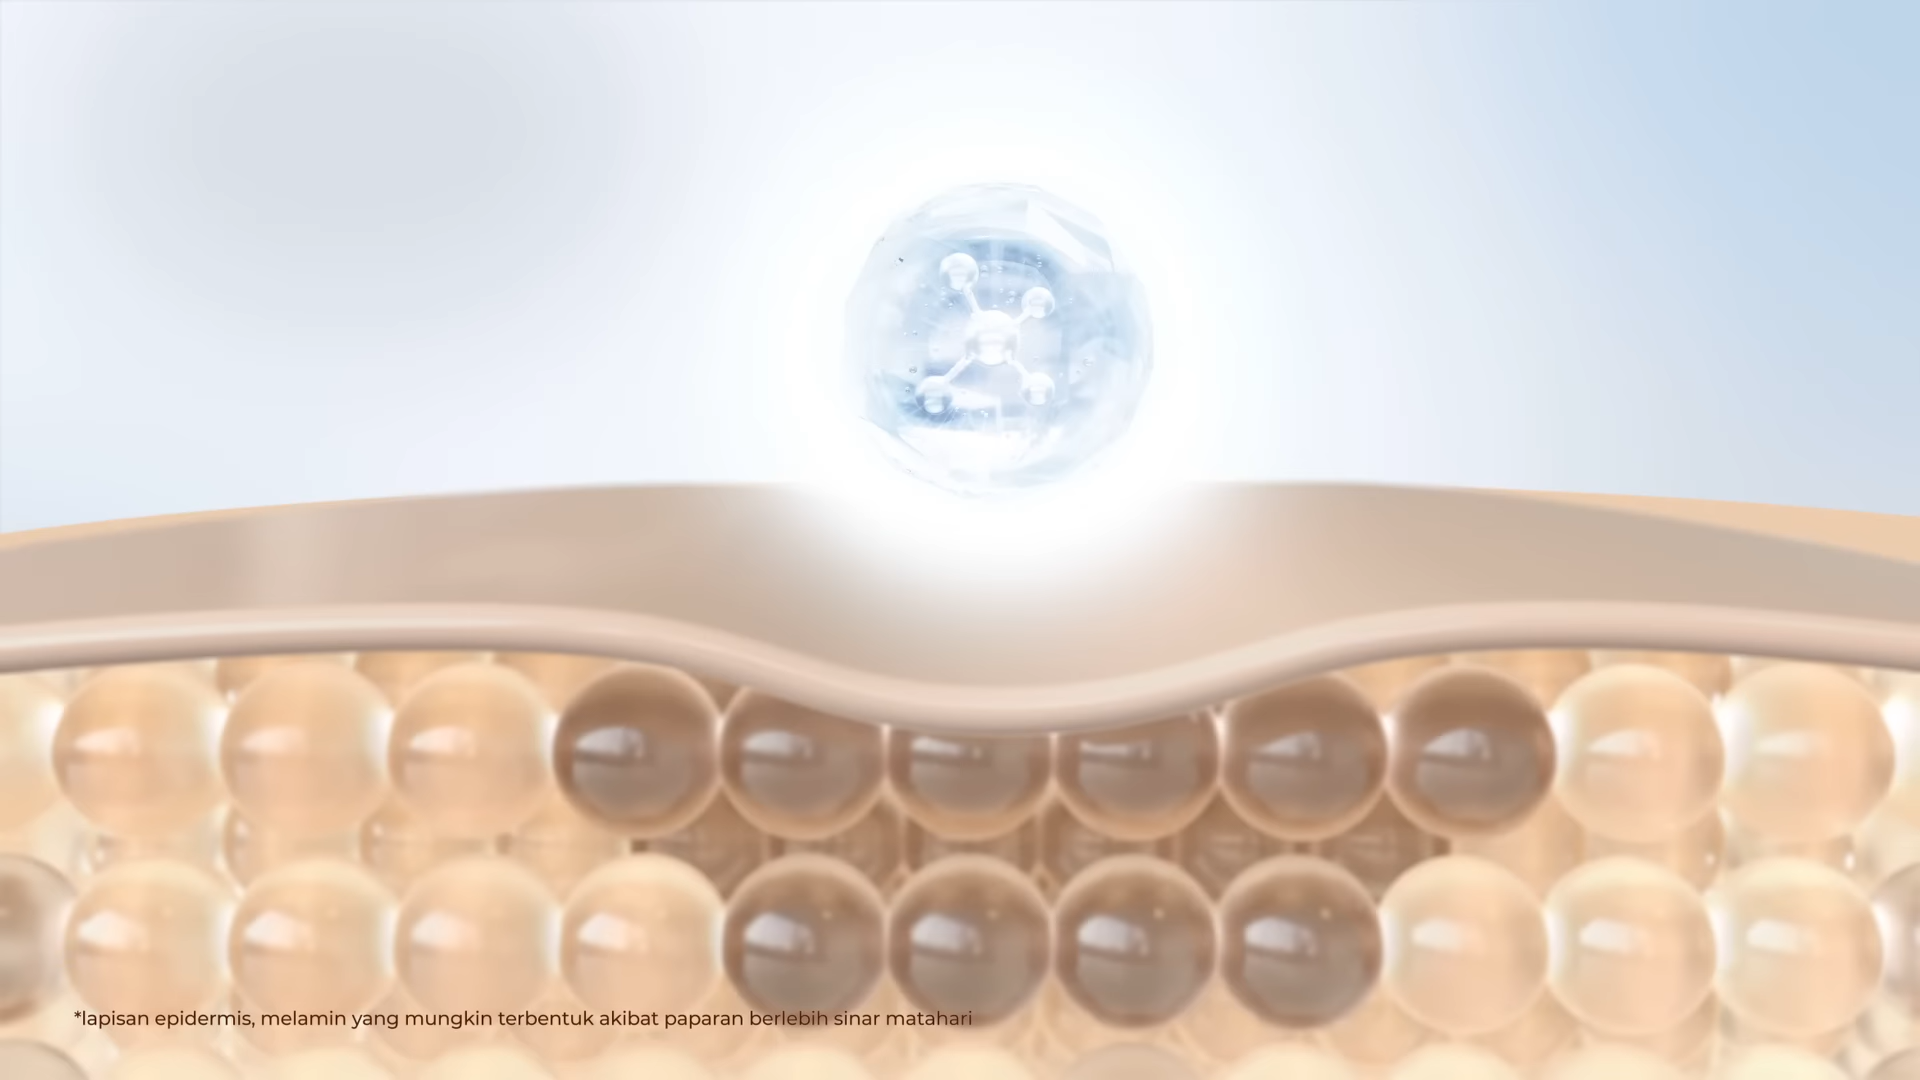 *lapisan epidermis, melamin yang mungkin terbentuk akibat paparan berlebih sinar matahari